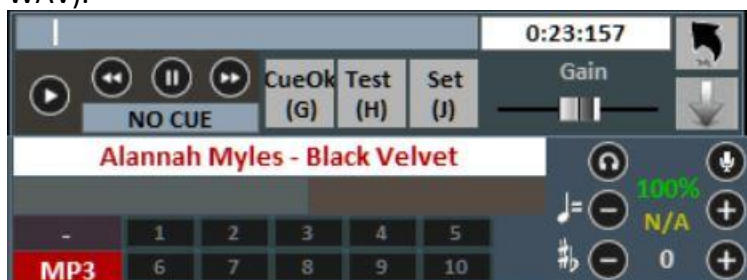 WAV).
0:23:157
Gain
CueOk Test Set
(G) (H) (J)
NO CUE
Alannah Myles - Black Velvet
100%
N/A
- 1 2 3 4 5
MP3 6 7 8 9 10
0